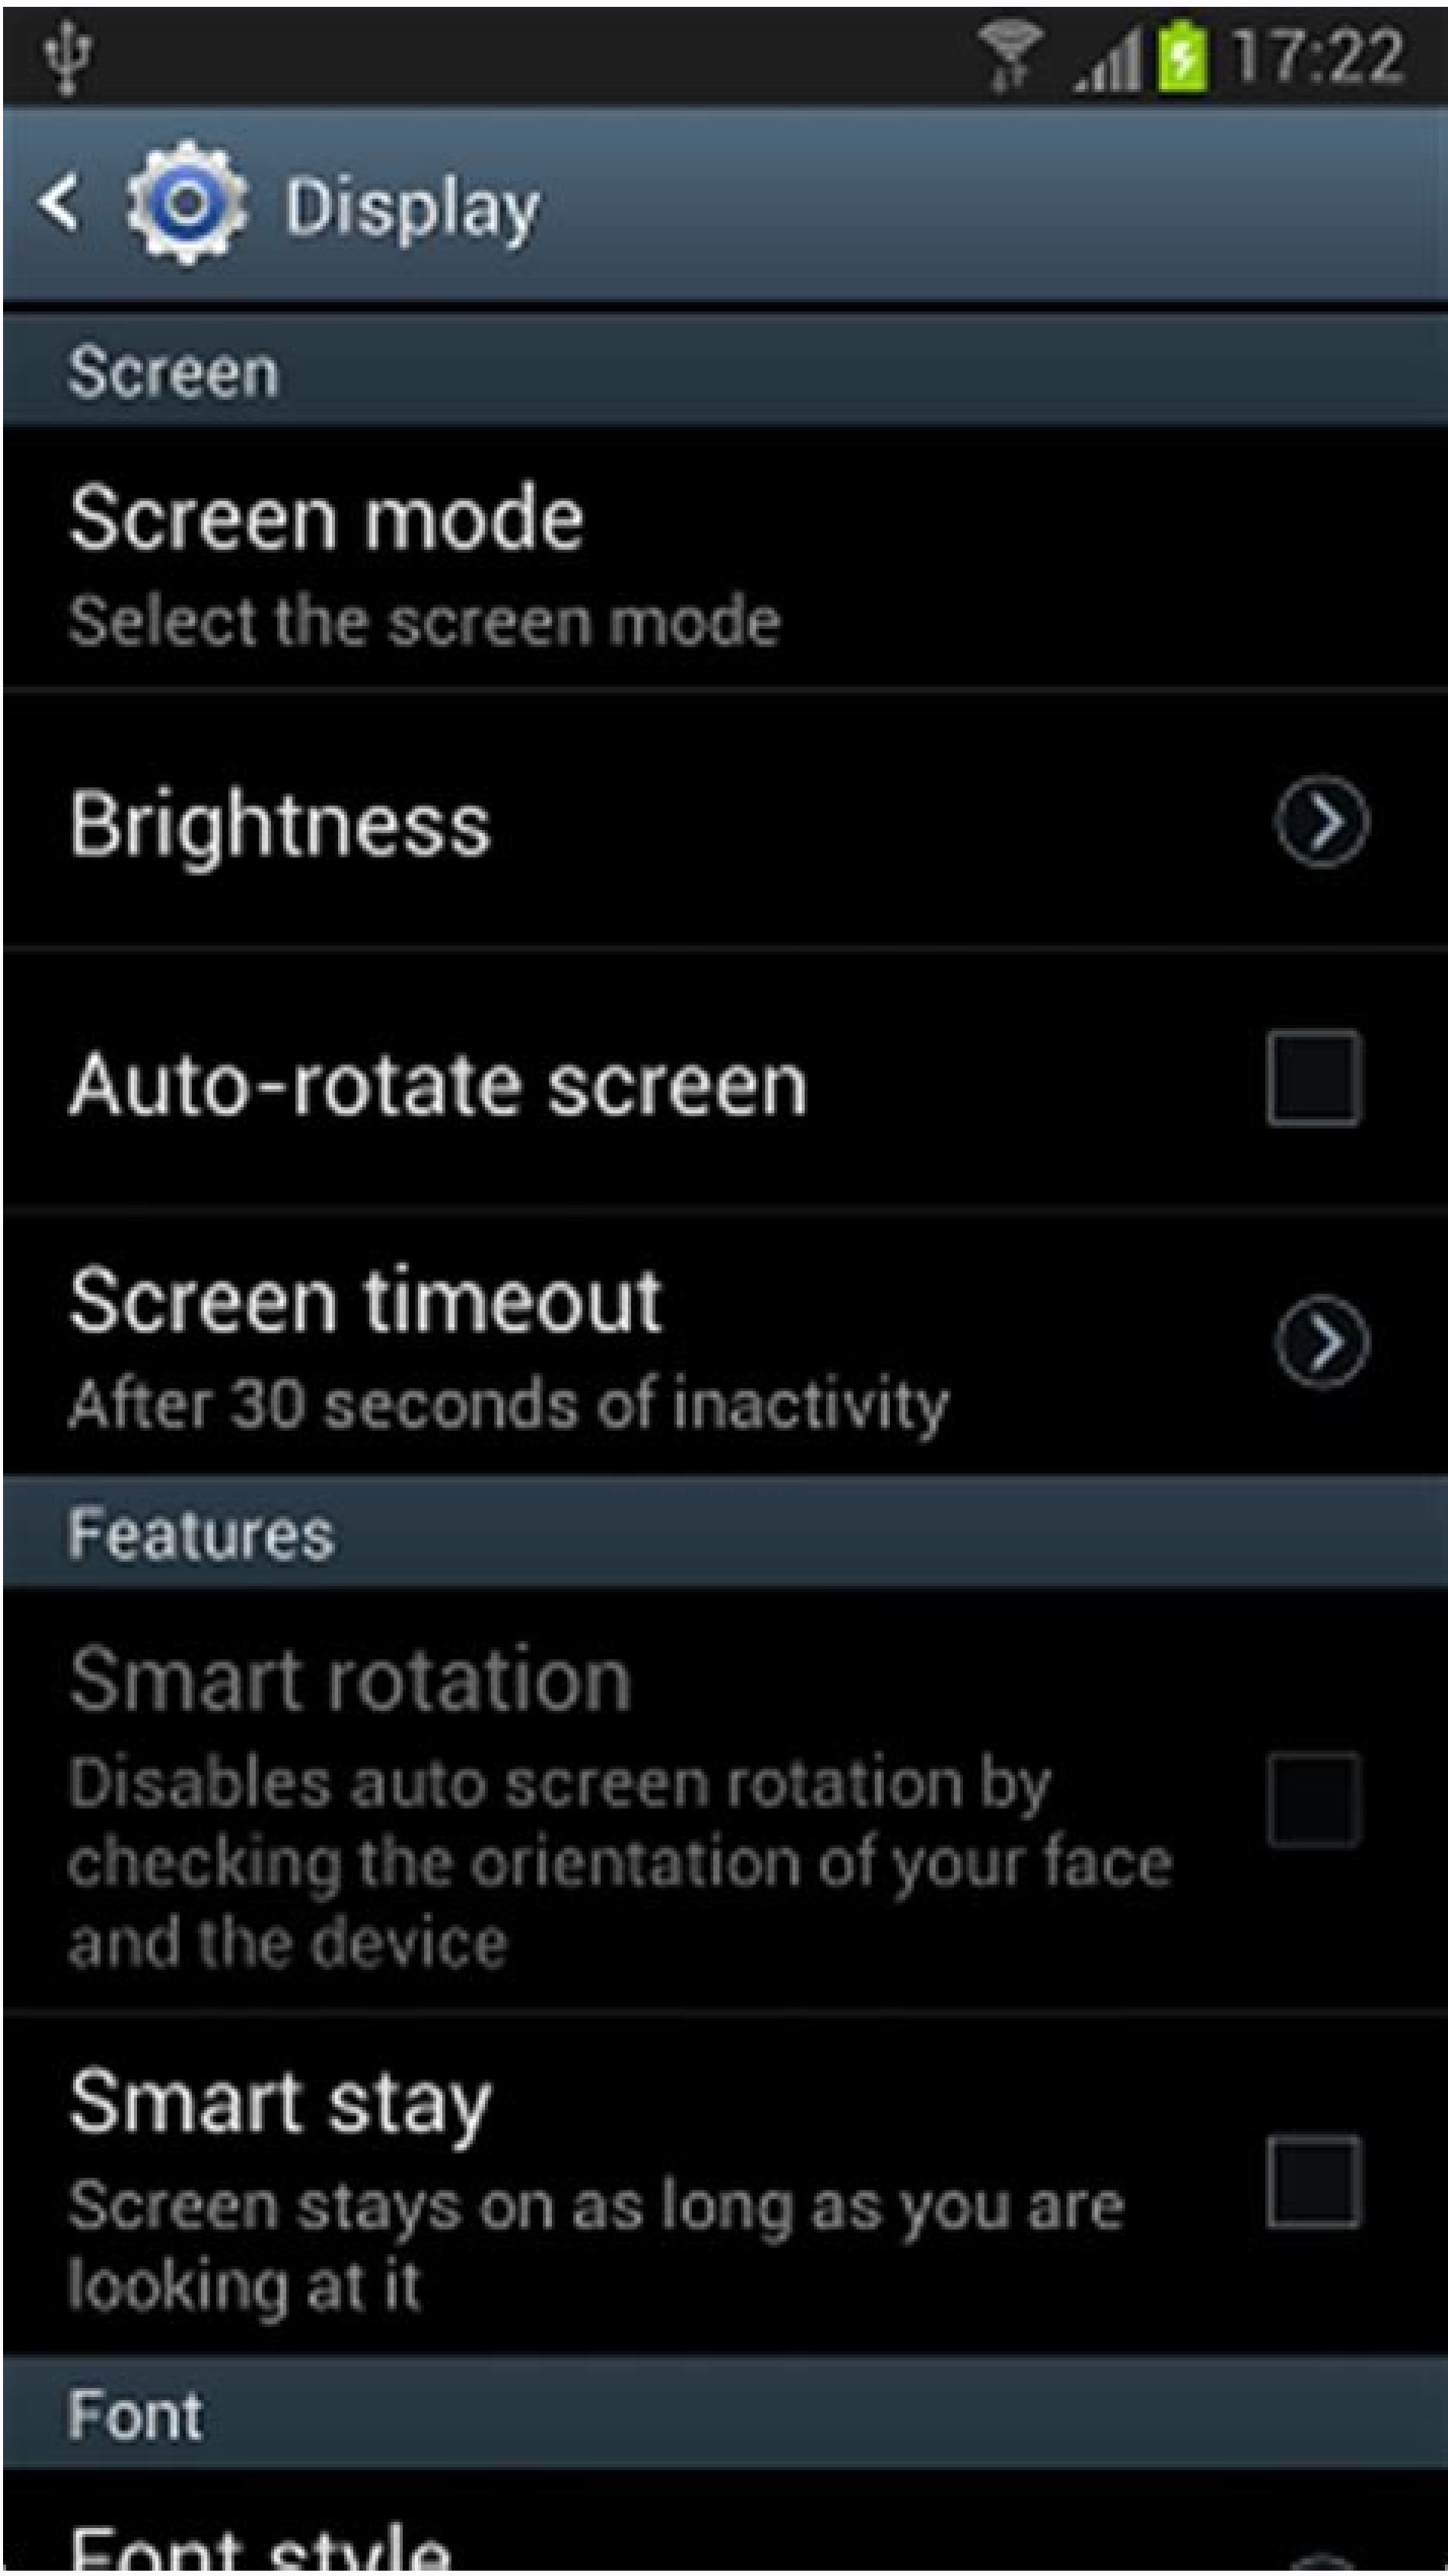 17:22
Display
Screen
Screen mode
Select the screen mode
Brightness
Auto-rotate screen
Screen timeout
After 30 seconds of inactivity
Features
Smart rotation
Disables auto screen rotation by
checking the orientation of your face
and the device
Smart stay
Screen stays on as long as you are
looking at it
Font
Font style